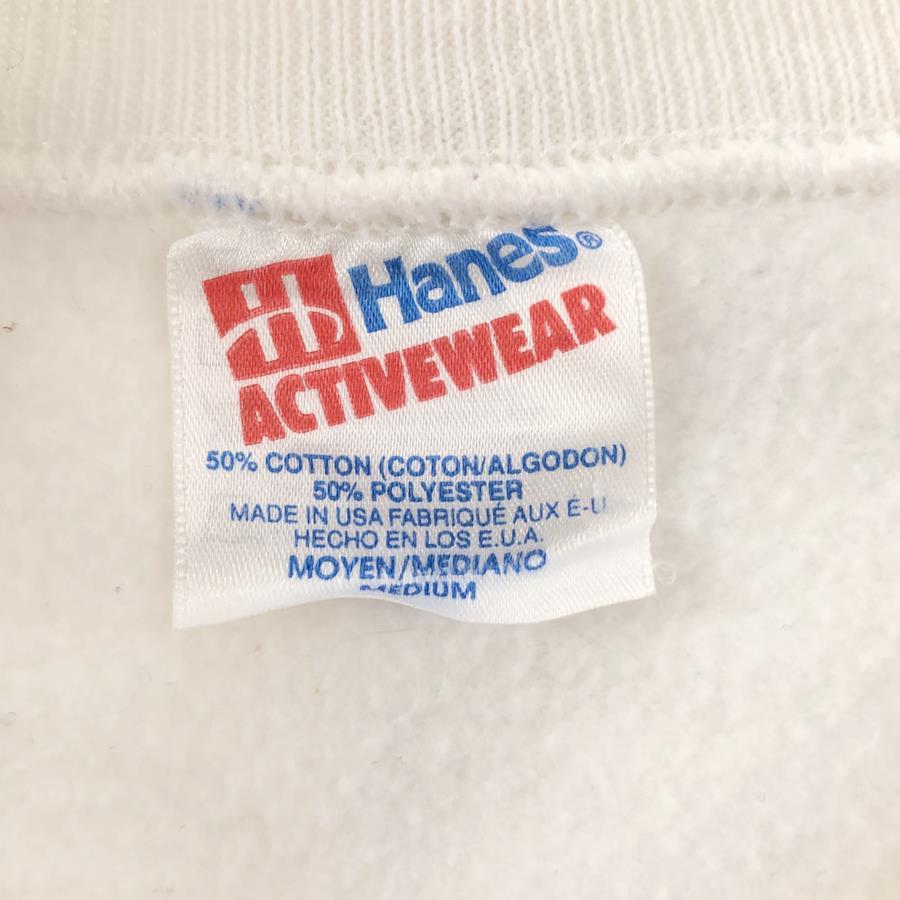 Hanes®
ACTIVEWEAR
50% COTTON (COTON/ALGODON)
50% POLYESTER
MADE IN USA FABRIQUÉ AUX É-U
HECHO EN LOS E.U.A.
MOYEN/MEDIANO
MEDIUM